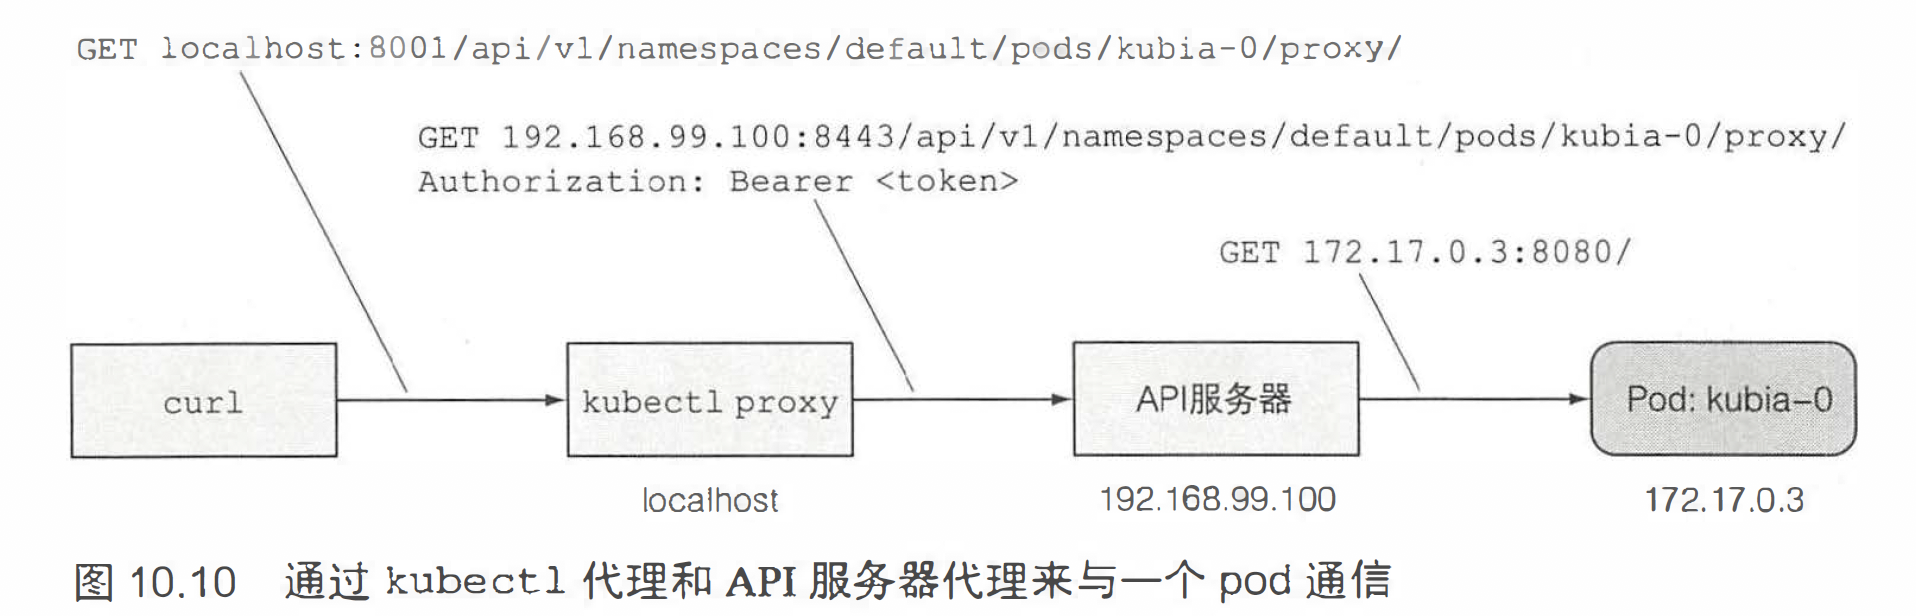 GET localhost:8001/api/v1/namespaces/default/pods/kubia-0/proxy/
GET 192.168.99.100:8443/api/v1/namespaces/default/pods/kubia-0/proxy/
Authorization: Bearer <token>
GET 172.17.0.3:8080/
curl
kubectl proxy
API服务器
Pod: kubia–0
localhost
192.168.99.100
172.17.0.3
图 10.10 通过 kubectl 代理和 API 服务器代理来与一个 pod 通信